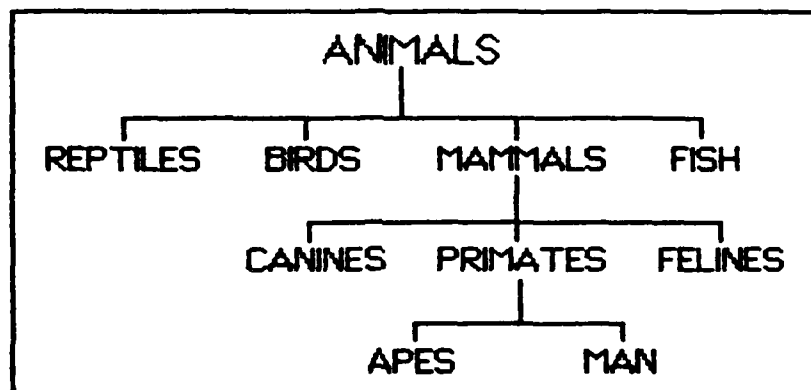 ANIMALS
REPTILES BIRDS MAMMALS FISH
CANINES PRIMATES FELINES
APES MAN